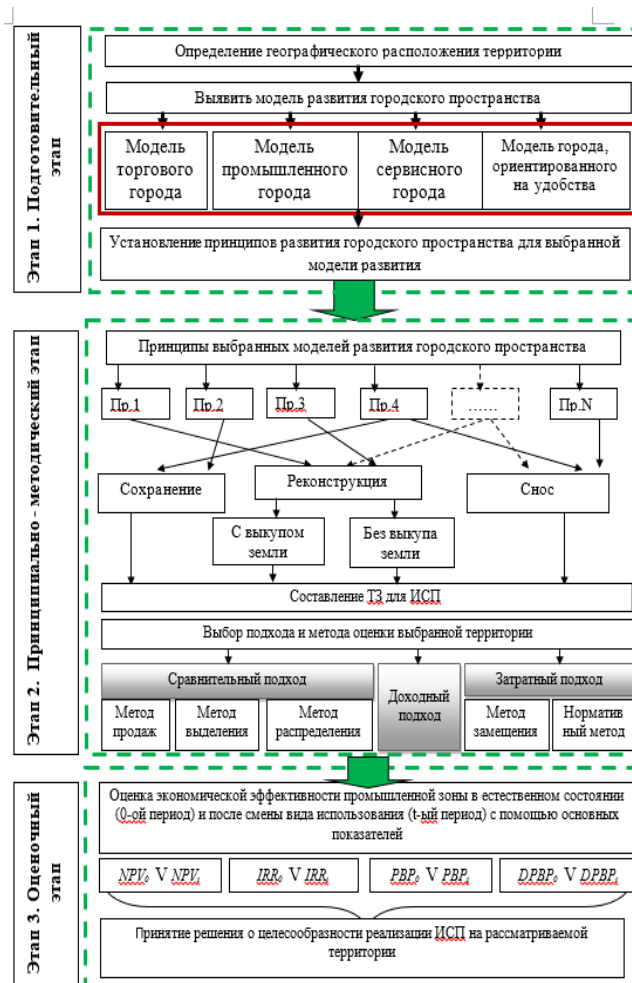 Этап 1. Подготовительный
этап
Определение географического расположения территории
Выявить модель развития городского пространства
Модель
торгового
города
Модель
промышленного
города
Модель
сервисного
города
Модель города,
ориентированного
на удобства
Установление принципов развития городского пространства для выбранной
модели развития
Этап 2. Принципиально - методический этап
Принципы выбранных моделей развития городского пространства
Пр.1
Пр.2
Пр.3
Пр.4
......
Пр.N
Сохранение
Реконструкция
Снос
С выкупом
земли
Без выкупа
земли
Составление ТЗ для ИСП
Выбор подхода и метода оценки выбранной территории
Сравнительный подход
Доходный
подход
Затратный подход
Метод
продаж
Метод
выделения
Метод
распределения
Метод
замещения
Норматив
ный метод
Этап 3. Оценочный
этап
Оценка экономической эффективности промышленной зоны в естественном состоянии
(0-ой период) и после смены вида использования (t-ый период) с помощью основных
показателей
NPV₀ V NPVₜ
IRR₀ V IRRₜ
PBP₀ V PBPₜ
DPBP₀ V DPBPₜ
Принятие решения о целесообразности реализации ИСП на рассматриваемой
территории